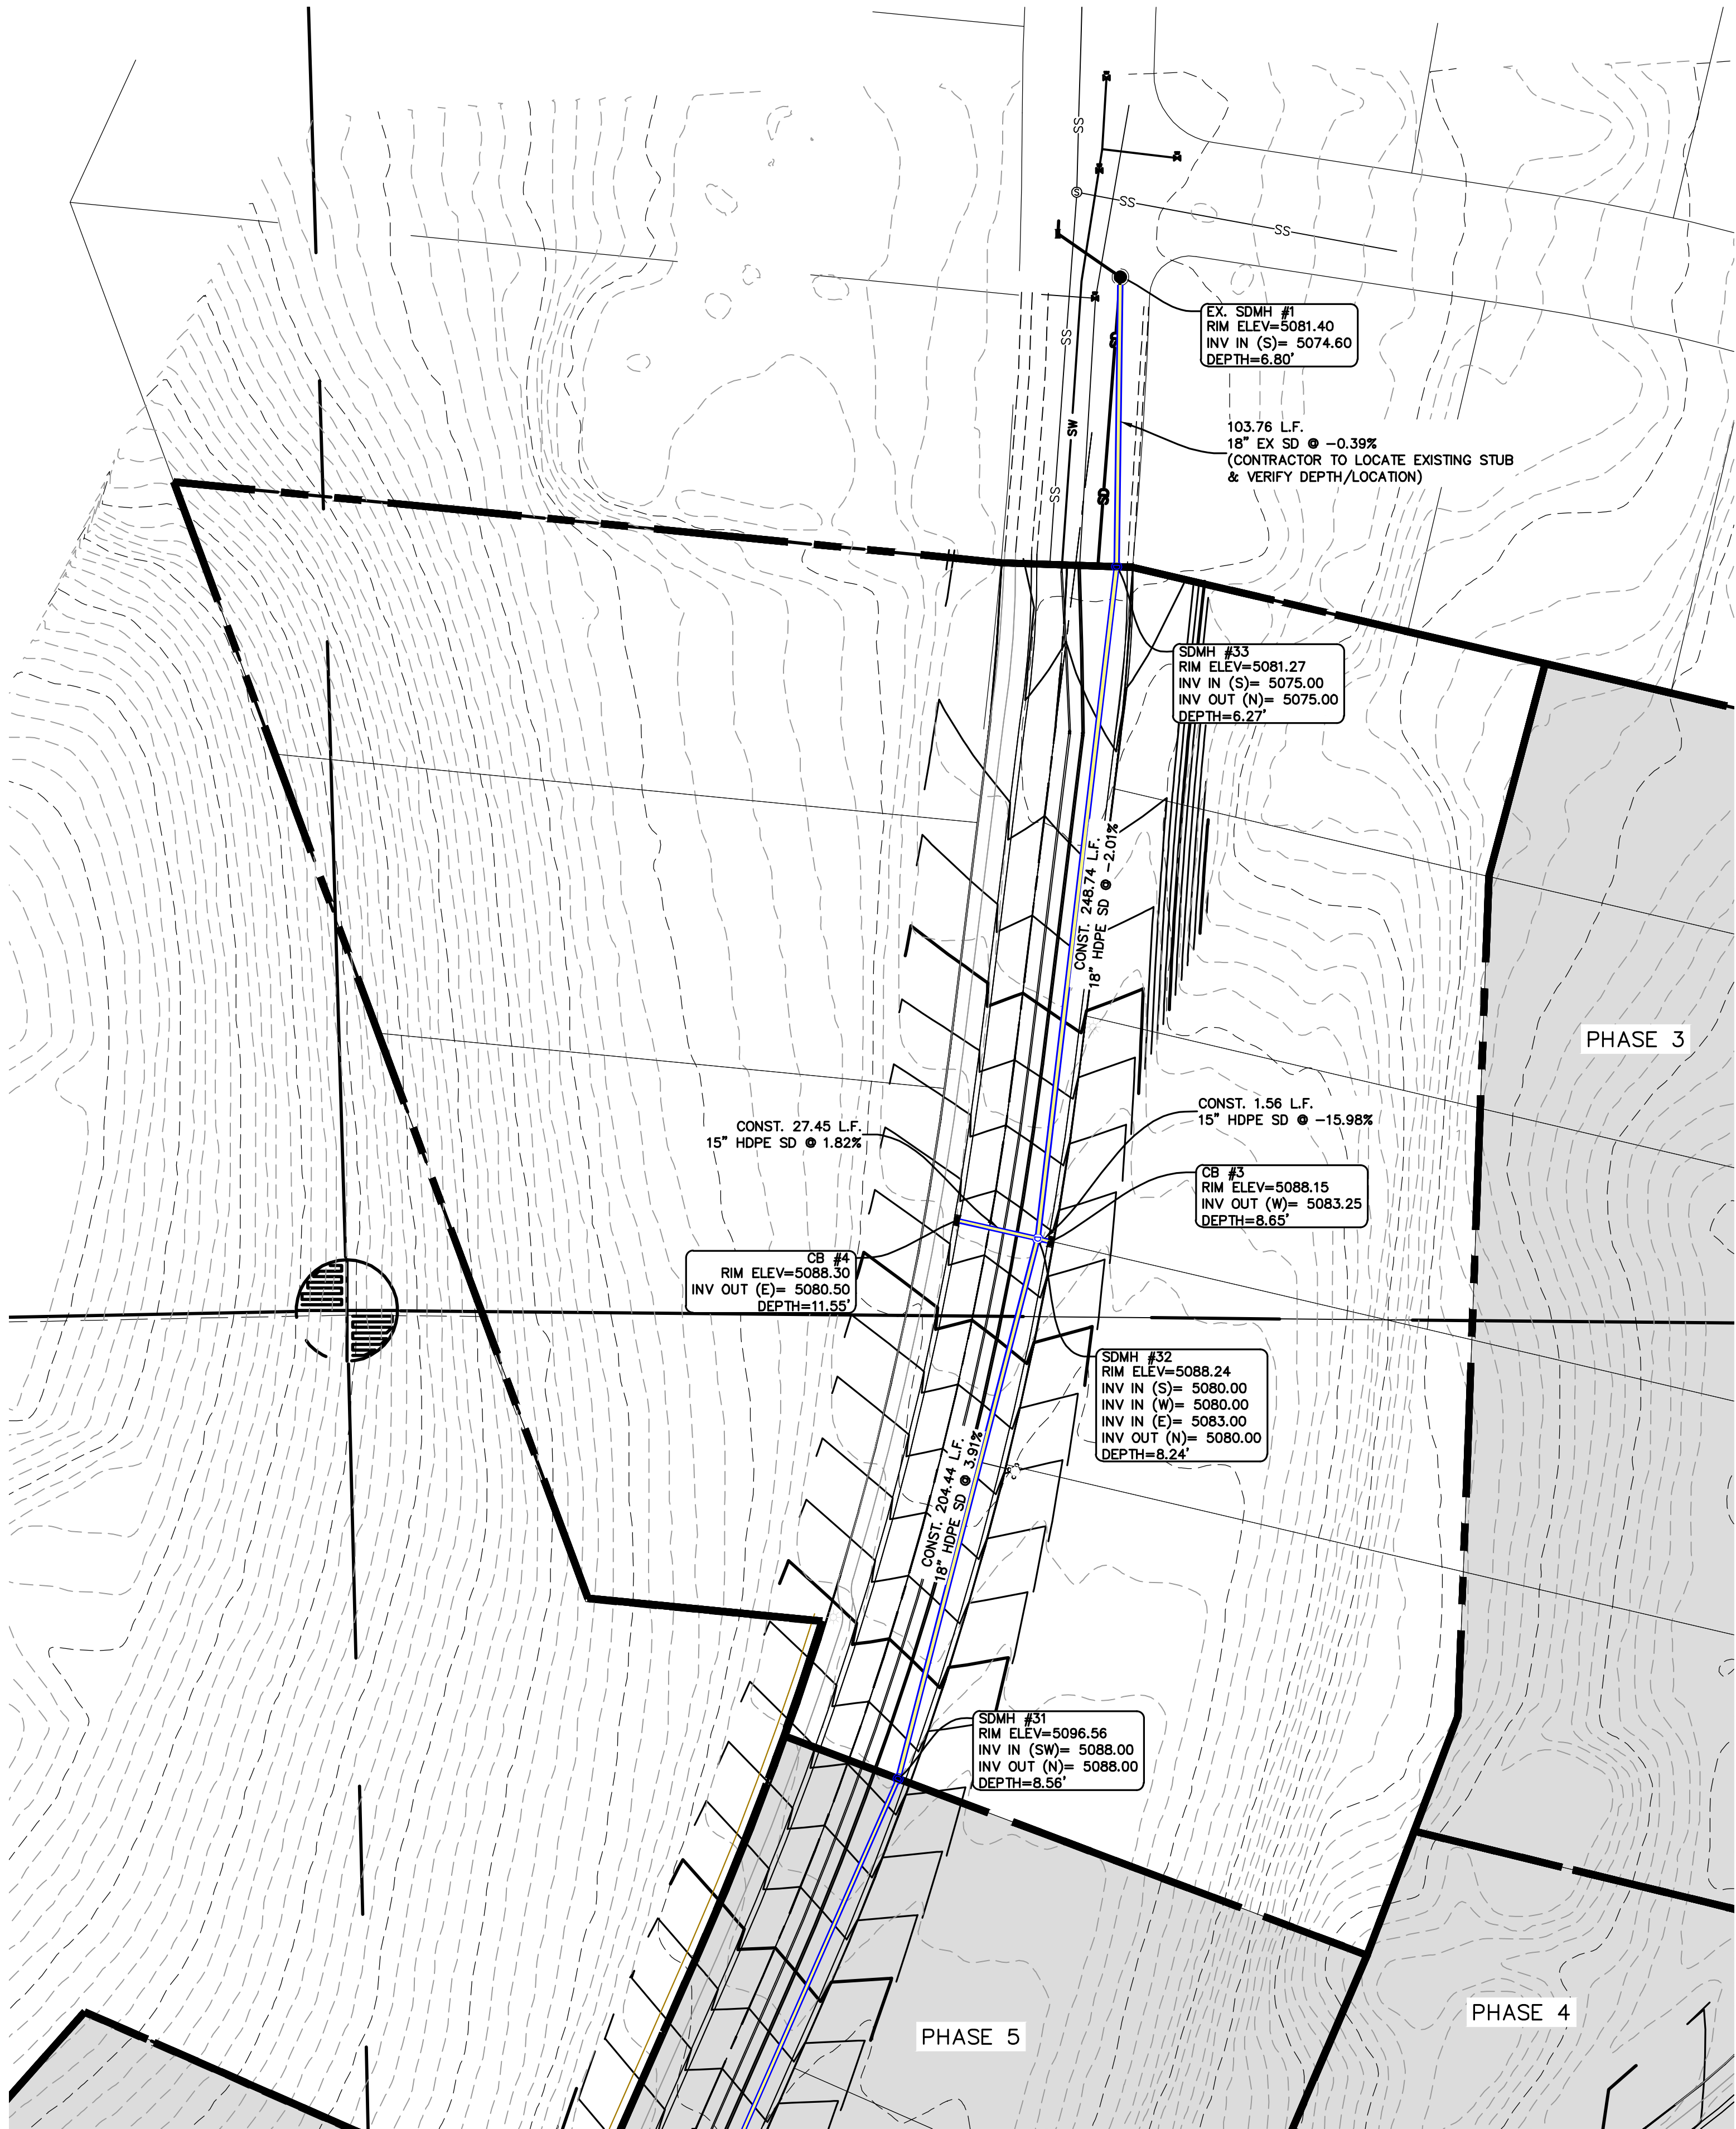 SS
S
SS
SS
EX. SDMH #1
RIM ELEV=5081.40
INV IN (S)= 5074.60
DEPTH=6.80'
SS
SD
SW
103.76 L.F.
18" EX SD @ -0.39%
(CONTRACTOR TO LOCATE EXISTING STUB
& VERIFY DEPTH/LOCATION)
SS
SD
SDMH #33
RIM ELEV=5081.27
INV IN (S)= 5075.00
INV OUT (N)= 5075.00
DEPTH=6.27'
CONST. 248.74 L.F.
18" HDPE SD @ -2.01%
PHASE 3
CONST. 27.45 L.F.
15" HDPE SD @ 1.82%
CONST. 1.56 L.F.
15" HDPE SD @ -15.98%
CB #3
RIM ELEV=5088.15
INV OUT (W)= 5083.25
DEPTH=8.65'
CB #4
RIM ELEV=5088.30
INV OUT (E)= 5080.50
DEPTH=11.55'
SDMH #32
RIM ELEV=5088.24
INV IN (S)= 5080.00
INV IN (W)= 5080.00
INV IN (E)= 5083.00
INV OUT (N)= 5080.00
DEPTH=8.24'
CONST. 204.44 L.F.
18" HDPE SD @ 3.91%
SDMH #31
RIM ELEV=5096.56
INV IN (SW)= 5088.00
INV OUT (N)= 5088.00
DEPTH=8.56'
PHASE 4
PHASE 5